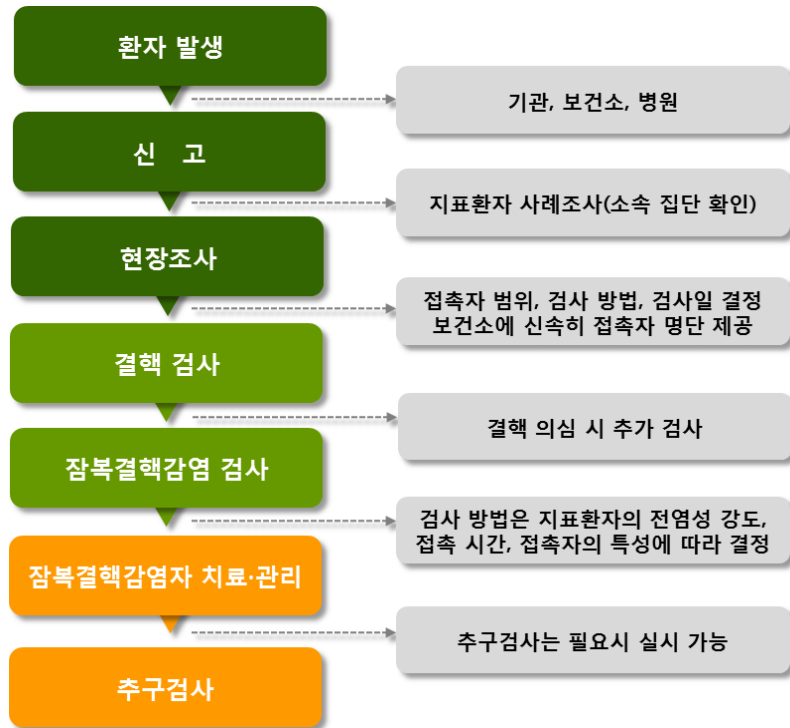 환자 발생
기관, 보건소, 병원
신 고
지표환자 사례조사(소속 집단 확인)
현장조사
접촉자 범위, 검사 방법, 검사일 결정
보건소에 신속히 접촉자 명단 제공
결핵 검사
결핵 의심 시 추가 검사
잠복결핵감염 검사
검사 방법은 지표환자의 전염성 강도,
접촉 시간, 접촉자의 특성에 따라 결정
잠복결핵감염자 치료·관리
추구검사는 필요시 실시 가능
추구검사